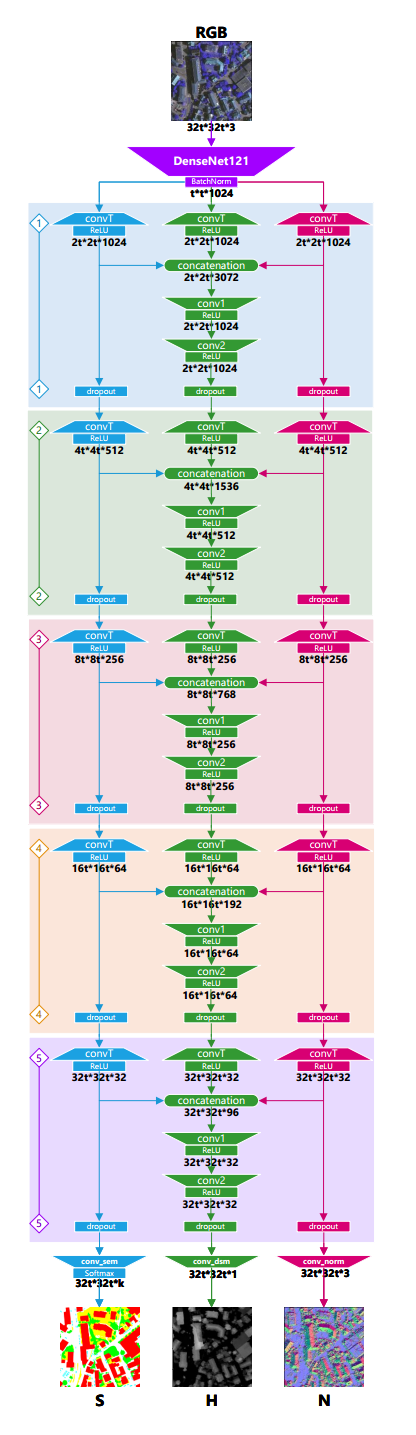 RGB
32t*32t*3
DenseNet121
BatchNorm
t*t*1024
1 convT convT convT
ReLU ReLU ReLU
2t*2t*1024 2t*2t*1024 2t*2t*1024
concatenation
2t*2t*3072
conv1
ReLU
2t*2t*1024
conv2
ReLU
2t*2t*1024
1 dropout dropout dropout
2 convT convT convT
ReLU ReLU ReLU
4t*4t*512 4t*4t*512 4t*4t*512
concatenation
4t*4t*1536
conv1
ReLU
4t*4t*512
conv2
ReLU
4t*4t*512
2 dropout dropout dropout
3 convT convT convT
ReLU ReLU ReLU
8t*8t*256 8t*8t*256 8t*8t*256
concatenation
8t*8t*768
conv1
ReLU
8t*8t*256
conv2
ReLU
8t*8t*256
3 dropout dropout dropout
4 convT convT convT
ReLU ReLU ReLU
16t*16t*64 16t*16t*64 16t*16t*64
concatenation
16t*16t*192
conv1
ReLU
16t*16t*64
conv2
ReLU
16t*16t*64
4 dropout dropout dropout
5 convT convT convT
ReLU ReLU ReLU
32t*32t*32 32t*32t*32 32t*32t*32
concatenation
32t*32t*96
conv1
ReLU
32t*32t*32
conv2
ReLU
32t*32t*32
5 dropout dropout dropout
conv_sem conv_dsm conv_norm
Softmax
32t*32t*k 32t*32t*1 32t*32t*3
S H N